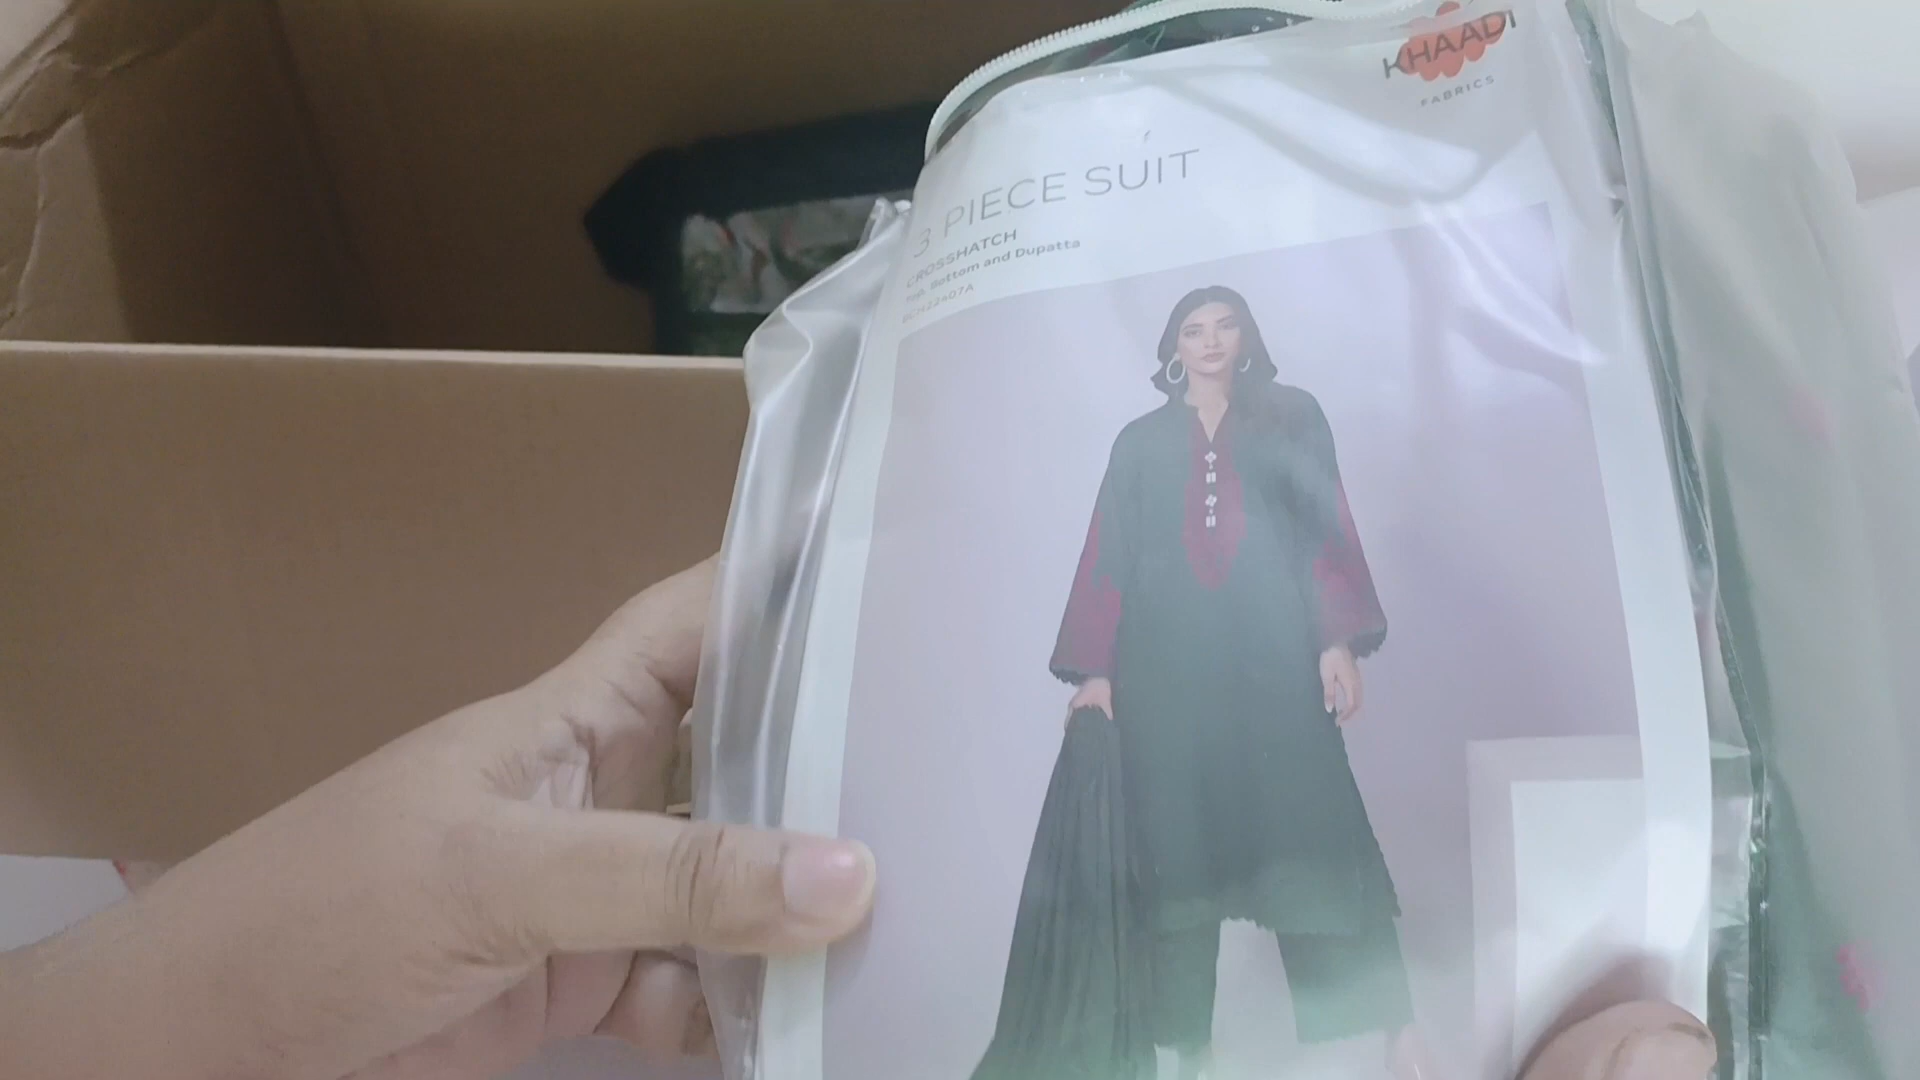 KHAADI
FABRICS
3 PIECE SUIT
CROSSHATCH
Top, Bottom and Dupatta